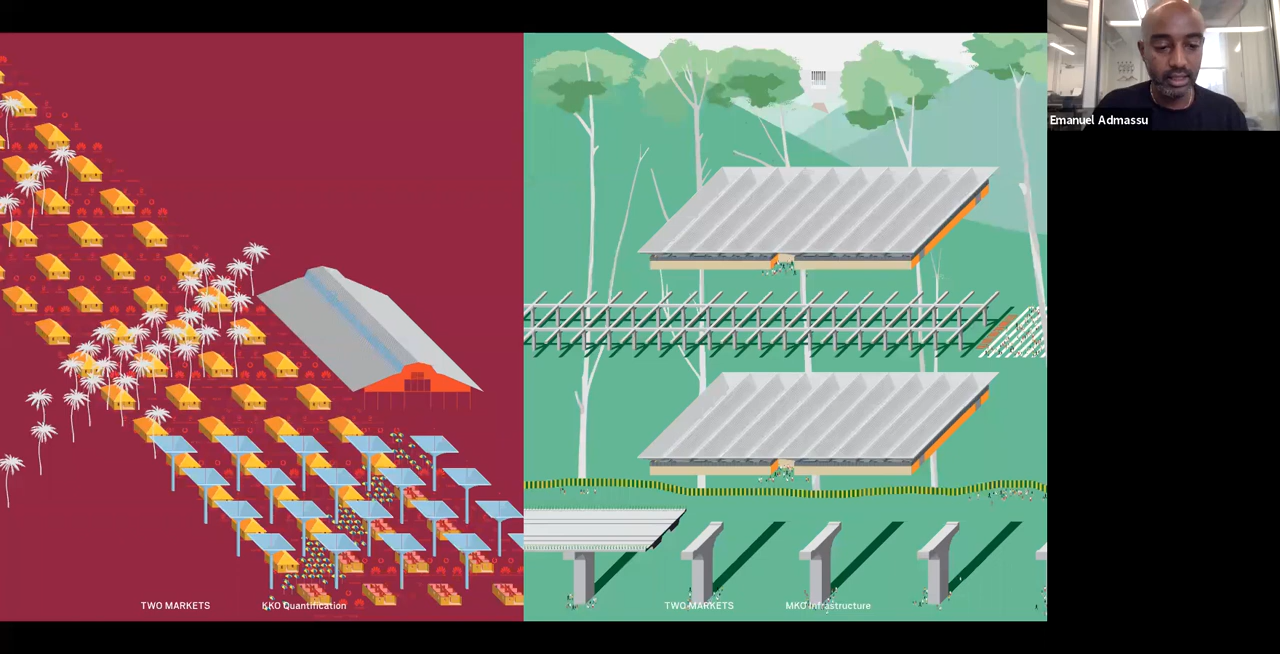 Emanuel Admassu
TWO MARKETS
KKO Quantification
TWO MARKETS
MKO Infrastructure